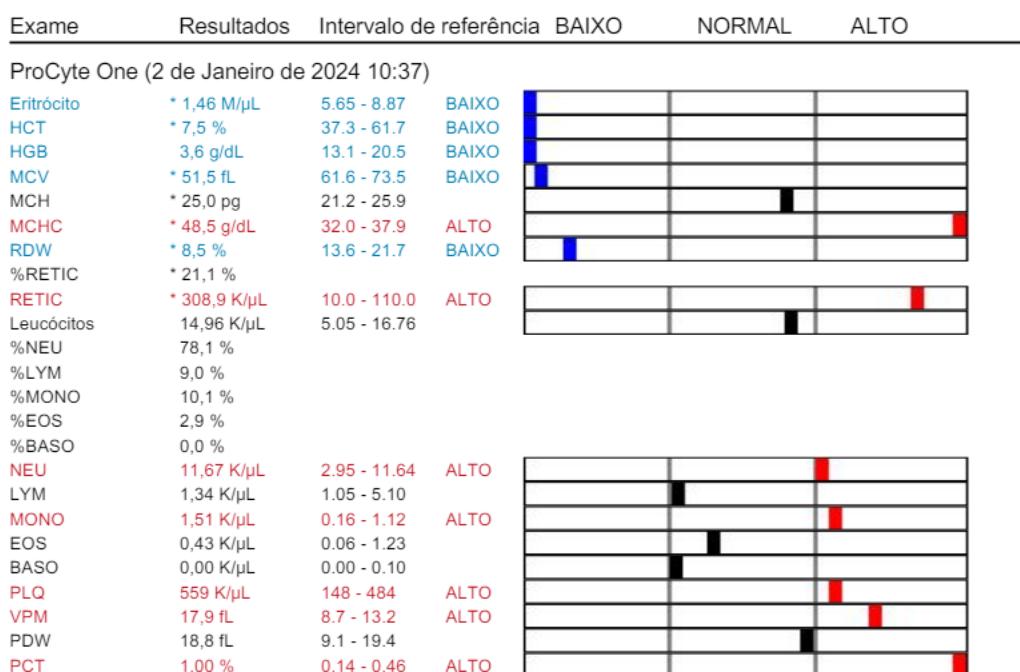 Exame Resultados Intervalo de referência BAIXO NORMAL ALTO
ProCyte One (2 de Janeiro de 2024 10:37)
Eritrócito * 1,46 M/µL 5.65 - 8.87 BAIXO
HCT * 7,5 % 37.3 - 61.7 BAIXO
HGB 3,6 g/dL 13.1 - 20.5 BAIXO
MCV * 51,5 fL 61.6 - 73.5 BAIXO
MCH * 25,0 pg 21.2 - 25.9
MCHC * 48,5 g/dL 32.0 - 37.9 ALTO
RDW * 8,5 % 13.6 - 21.7 BAIXO
%RETIC * 21,1 %
RETIC * 308,9 K/µL 10.0 - 110.0 ALTO
Leucócitos 14,96 K/µL 5.05 - 16.76
%NEU 78,1 %
%LYM 9,0 %
%MONO 10,1 %
%EOS 2,9 %
%BASO 0,0 %
NEU 11,67 K/µL 2.95 - 11.64 ALTO
LYM 1,34 K/µL 1.05 - 5.10
MONO 1,51 K/µL 0.16 - 1.12 ALTO
EOS 0,43 K/µL 0.06 - 1.23
BASO 0,00 K/µL 0.00 - 0.10
PLQ 559 K/µL 148 - 484 ALTO
VPM 17,9 fL 8.7 - 13.2 ALTO
PDW 18,8 fL 9.1 - 19.4
PCT 1,00 % 0.14 - 0.46 ALTO